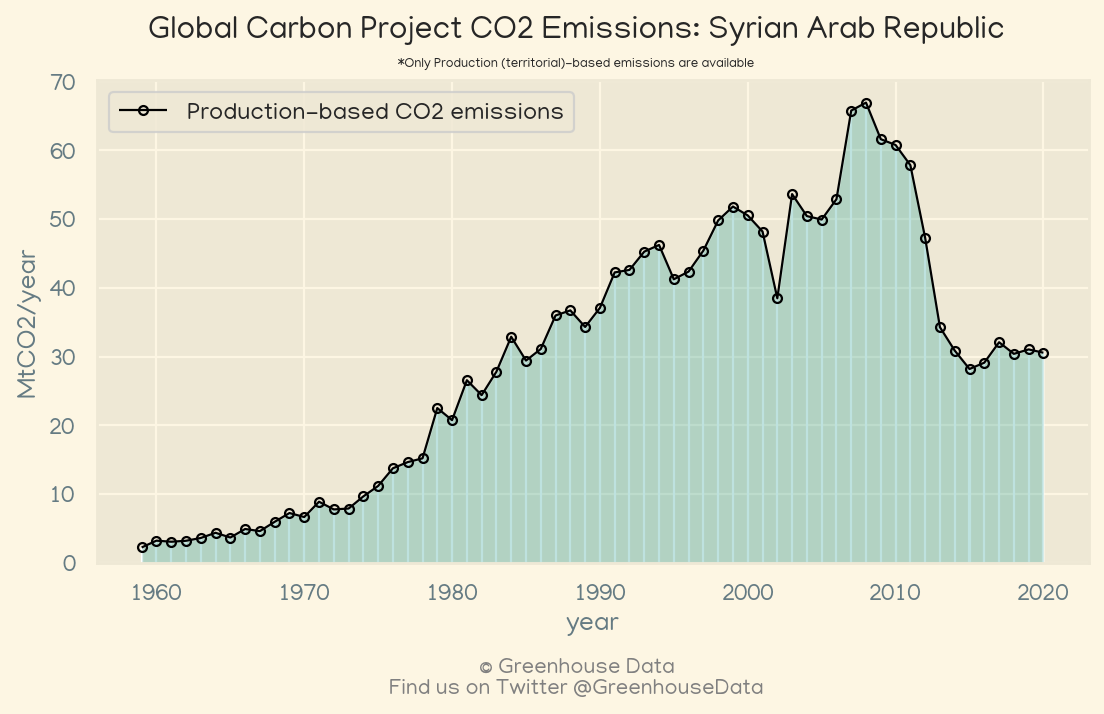 Global Carbon Project CO2 Emissions: Syrian Arab Republic
*Only Production (territorial)-based emissions are available
Production-based CO2 emissions
MtCO2/year
70
60
50
40
30
20
10
0
1960 1970 1980 1990 2000 2010 2020
year
© Greenhouse Data
Find us on Twitter @GreenhouseData